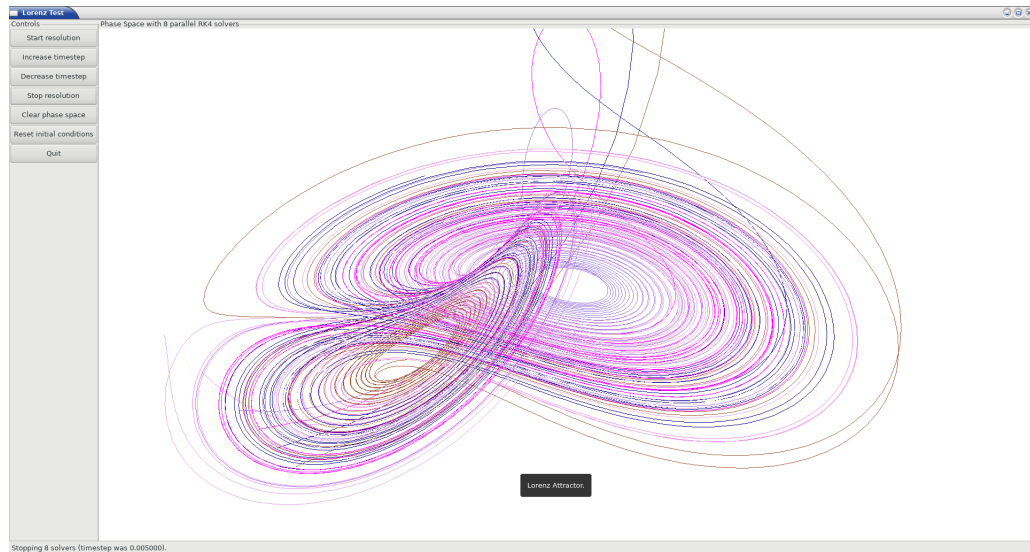 Lorenz Test
Controls
Phase Space with 8 parallel RK4 solvers
Start resolution
Increase timestep
Decrease timestep
Stop resolution
Clear phase space
Reset initial conditions
Quit
Lorenz Attractor.
Stopping 8 solvers (timestep was 0.005000).